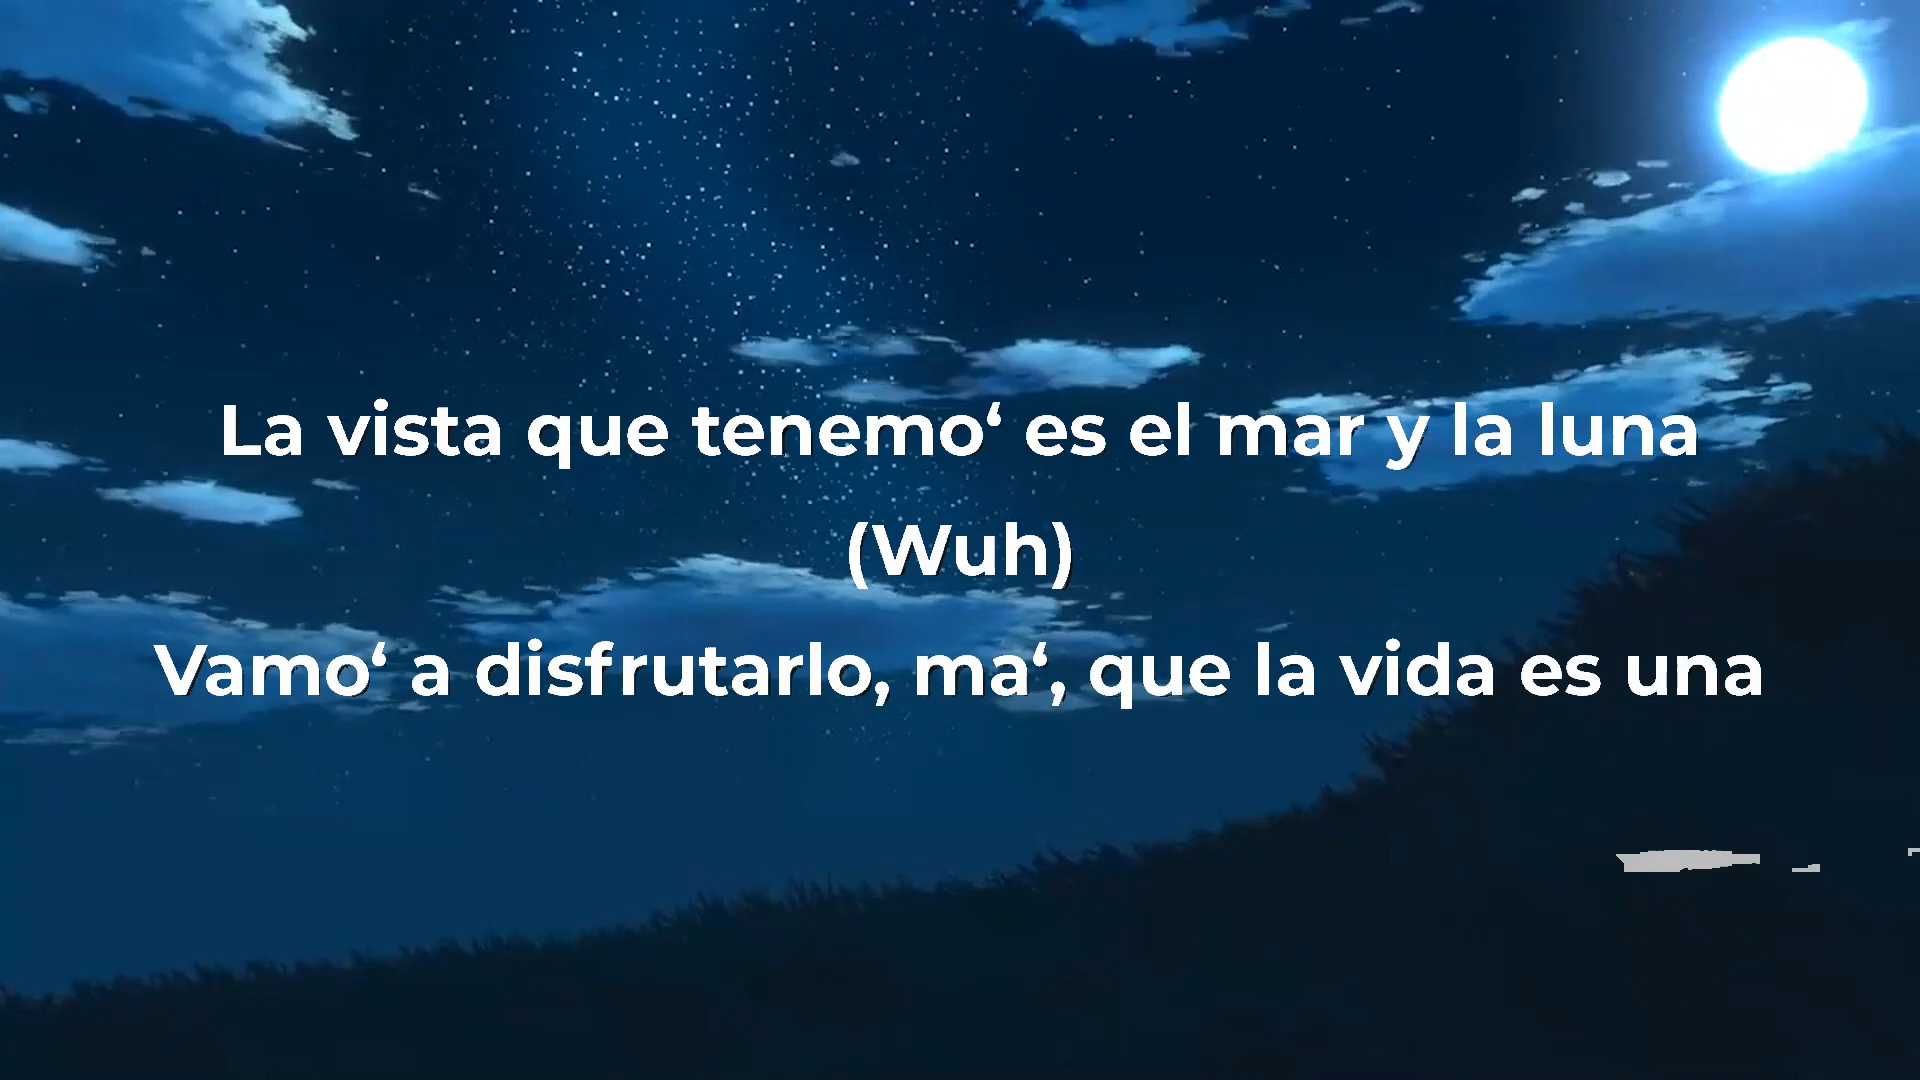 La vista que tenemo‘ es el mar y la luna
(Wuh)
Vamo‘ a disfrutarlo, ma‘, que la vida es una